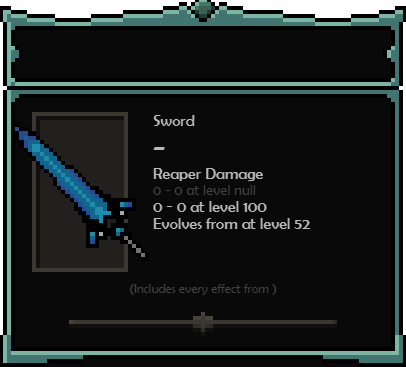 Sword
–
Reaper Damage
0 - 0 at level null
0 - 0 at level 100
Evolves from at level 52
(Includes every effect from )